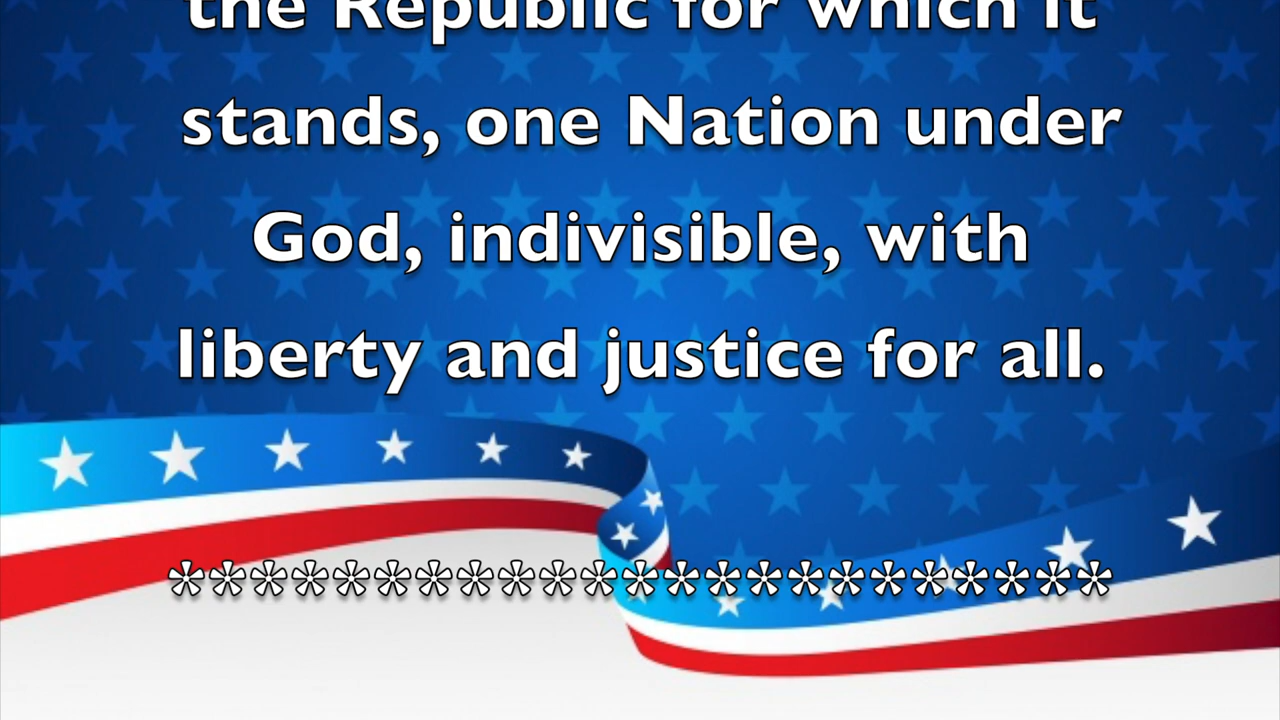 the Republic for which it
stands, one Nation under
God, indivisible, with
liberty and justice for all.
***********************